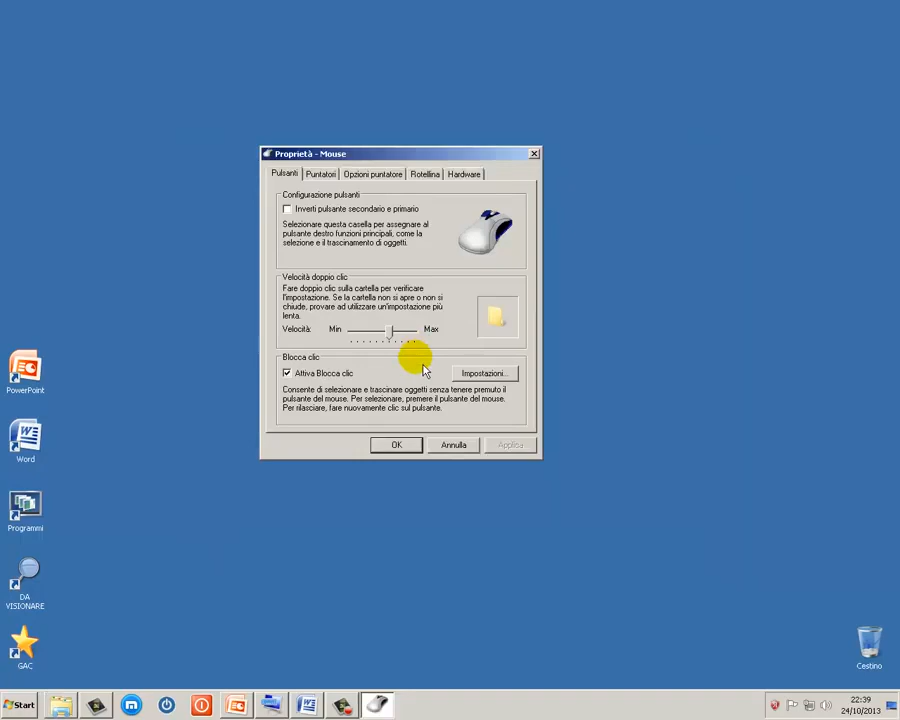 Proprietà - Mouse
Pulsanti Puntatori Opzioni puntatore Rotellina Hardware
Configurazione pulsanti
Inverti pulsante secondario e primario
Selezionare questa casella per assegnare al
pulsante destro funzioni principali, come la
selezione e il trascinamento di oggetti.
Velocità doppio clic
Fare doppio clic sulla cartella per verificare
l'impostazione. Se la cartella non si apre o non si
chiude, provare ad utilizzare un'impostazione più
lenta.
Velocità: Min Max
Blocca clic
Attiva Blocca clic Impostazioni...
Consente di selezionare e trascinare oggetti senza tenere premuto il
pulsante del mouse. Per selezionare, premere il pulsante del mouse.
Per rilasciare, fare nuovamente clic sul pulsante.
OK Annulla Applica
PowerPoint
Word
Programmi
DA
VISIONARE
GAC
Cestino
Start
22:39
24/10/2013